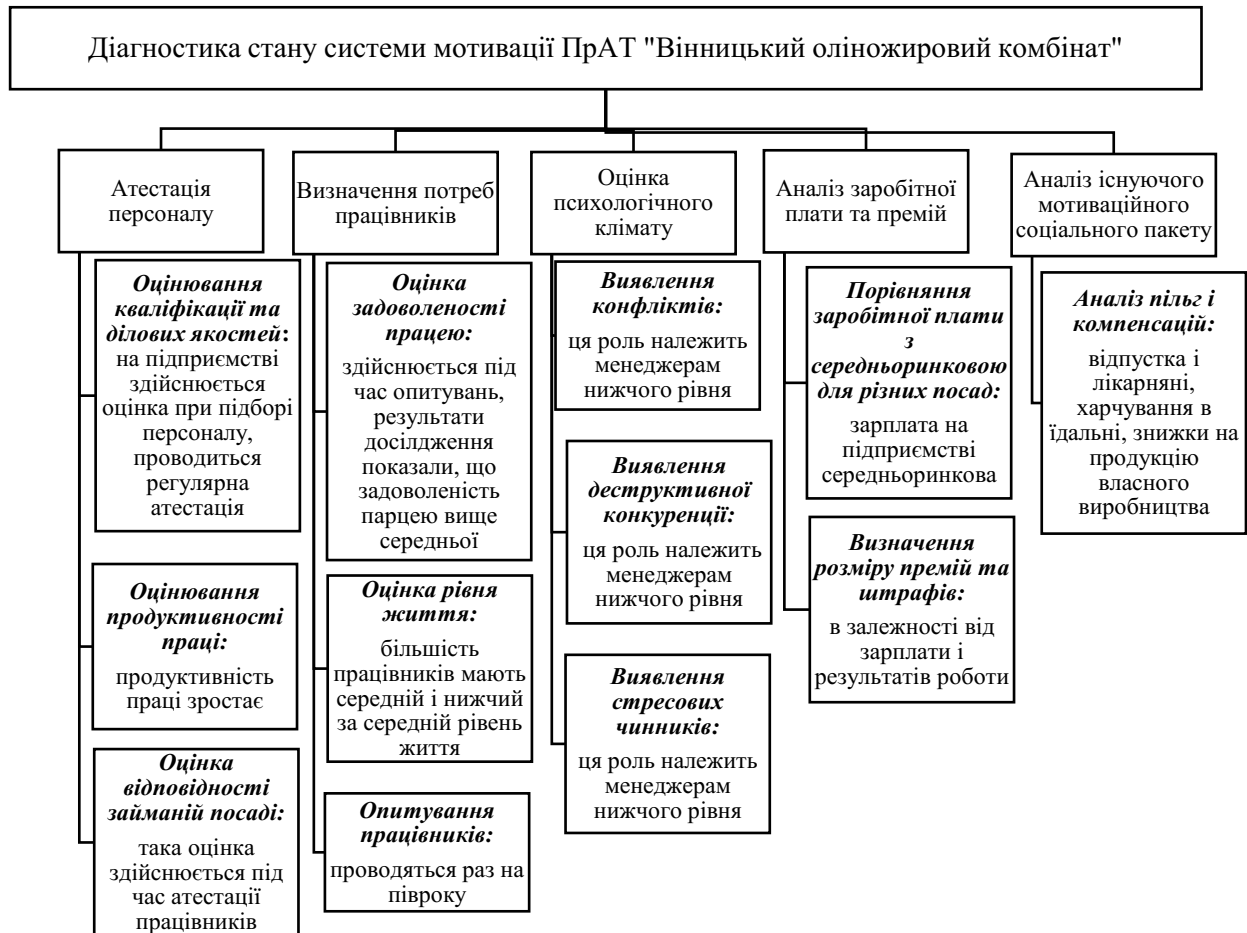 Діагностика стану системи мотивації ПрАТ "Вінницький оліножировий комбінат"
Атестація
персоналу
Визначення потреб
працівників
Оцінка
психологічного
клімату
Аналіз заробітної
плати та премій
Аналіз існуючого
мотиваційного
соціального пакету
Оцінювання
кваліфікації та
ділових якостей:
на підприємстві
здійснюється
оцінка при підборі
персоналу,
проводиться
регулярна
атестація
Оцінювання
продуктивності
праці:
продуктивність
праці зростає
Оцінка
відповідності
займаній посаді:
така оцінка
здійснюється під
час атестації
працівників
Оцінка
задоволеності
працею:
здійснюється під
час опитувань,
результати
досілдження
показали, що
задоволеність
парцею вище
середньої
Оцінка рівня
життя:
більшість
працівників мають
середній і нижчий
за середній рівень
життя
Опитування
працівників:
проводяться раз на
півроку
Виявлення
конфліктів:
ця роль належить
менеджерам
нижчого рівня
Виявлення
деструктивної
конкуренції:
ця роль належить
менеджерам
нижчого рівня
Виявлення
стресових
чинників:
ця роль належить
менеджерам
нижчого рівня
Порівняння
заробітної плати
з
середньоринковою
для різних посад:
зарплата на
підприємстві
середньоринкова
Визначення
розміру премій та
штрафів:
в залежності від
зарплати і
результатів роботи
Аналіз пільг і
компенсацій:
відпустка і
лікарняні,
харчування в
їдальні, знижки на
продукцію
власного
виробництва